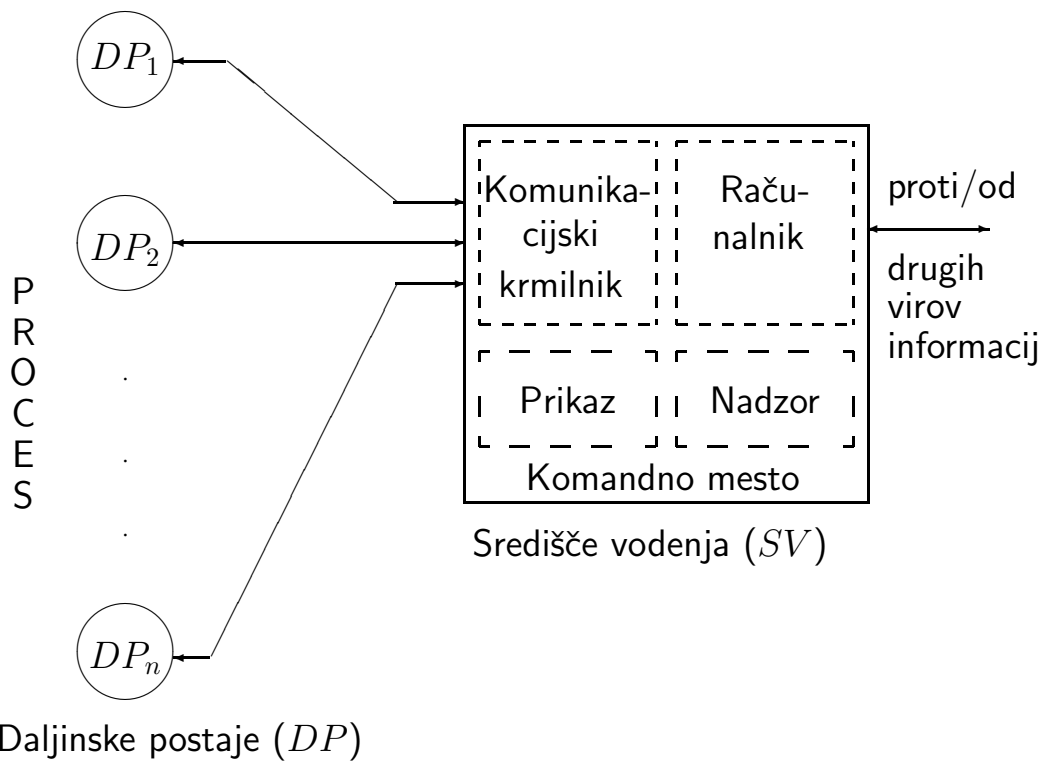 DP₁
DP₂
.
.
.
DPₙ
P
R
O
C
E
S
Daljinske postaje (DP)
Komunika-
cijski
krmilnik
Raču-
nalnik
Prikaz
Nadzor
Komandno mesto
Središče vodenja (SV)
proti/od
drugih
virov
informacij